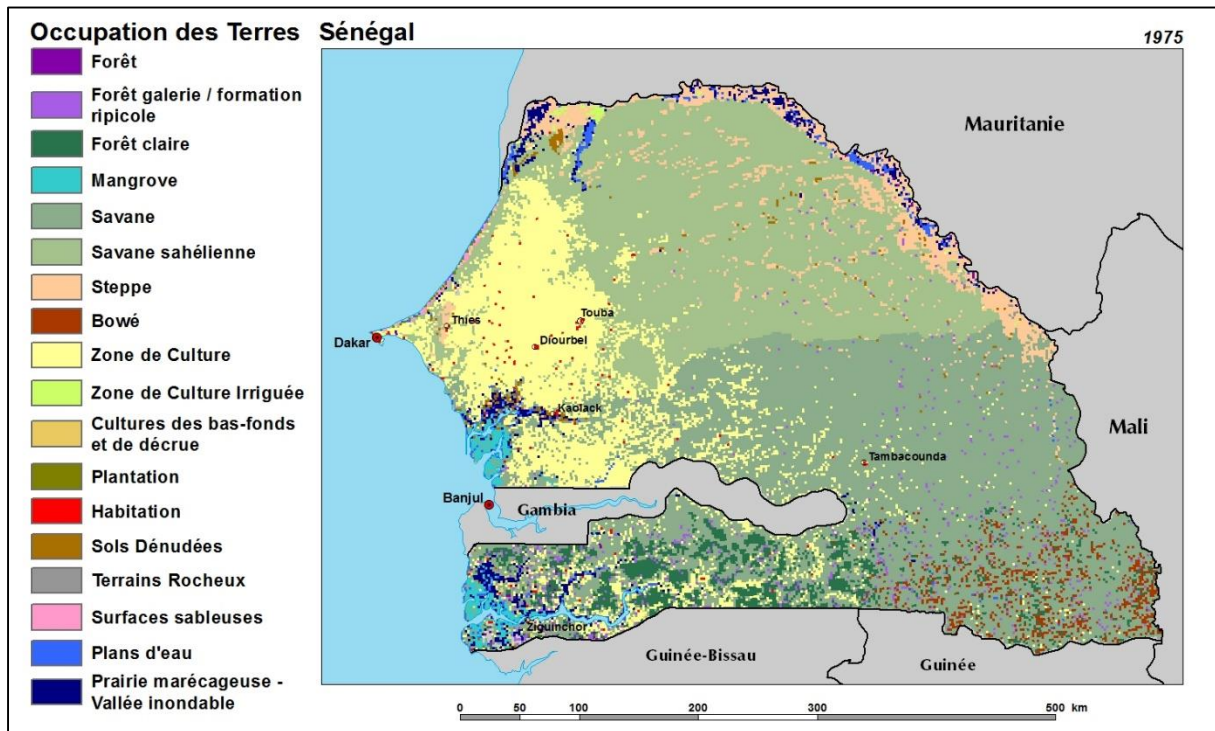 Occupation des Terres
Sénégal
1975
Forêt
Forêt galerie / formation
ripicole
Forêt claire
Mangrove
Savane
Savane sahélienne
Steppe
Bowé
Zone de Culture
Zone de Culture Irriguée
Cultures des bas-fonds
et de décrue
Plantation
Habitation
Sols Dénudées
Terrains Rocheux
Surfaces sableuses
Plans d'eau
Prairie marécageuse -
Vallée inondable
Mauritanie
Thies
Touba
Dakar
Diourbel
Kaolack
Mali
Tambacounda
Banjul
Gambia
Ziguinchor
Guinée-Bissau
Guinée
0 50 100 200 300 500 km